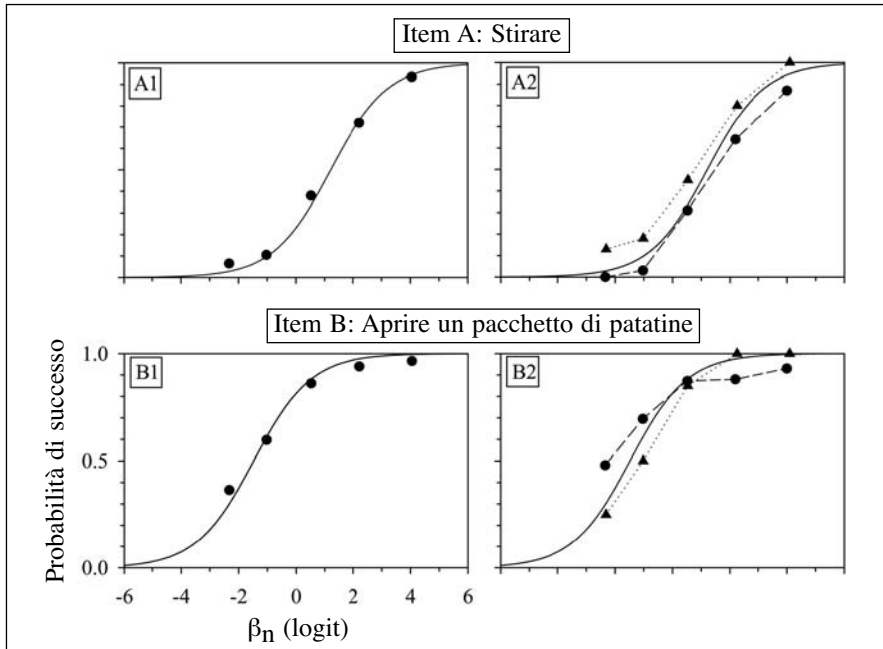 Item A: Stirare
A1
A2
Item B: Aprire un pacchetto di patatine
B1
B2
Probabilità di successo
1.0
0.5
0.0
-6 -4 -2 0 2 4 6
βn (logit)